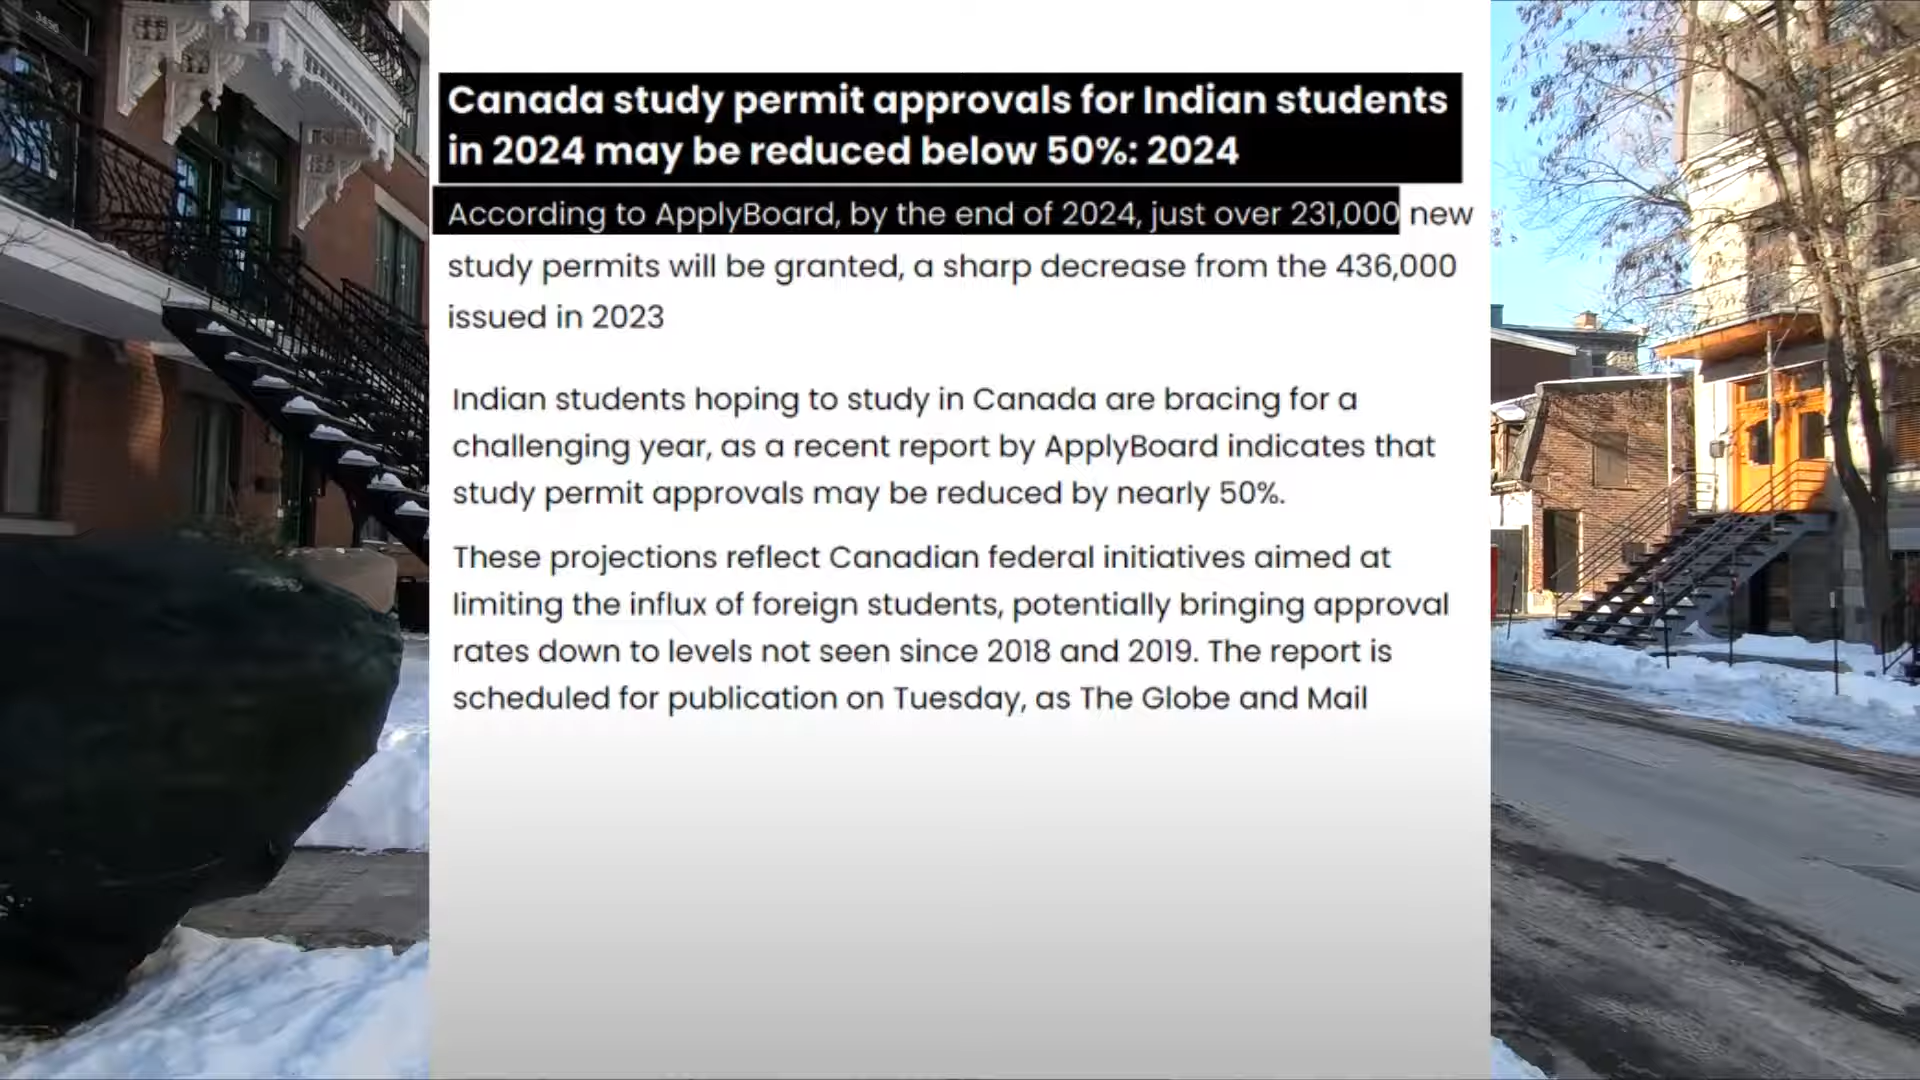 Canada study permit approvals for Indian students
in 2024 may be reduced below 50%: 2024
According to ApplyBoard, by the end of 2024, just over 231,000 new
study permits will be granted, a sharp decrease from the 436,000
issued in 2023
Indian students hoping to study in Canada are bracing for a
challenging year, as a recent report by ApplyBoard indicates that
study permit approvals may be reduced by nearly 50%.
These projections reflect Canadian federal initiatives aimed at
limiting the influx of foreign students, potentially bringing approval
rates down to levels not seen since 2018 and 2019. The report is
scheduled for publication on Tuesday, as The Globe and Mail